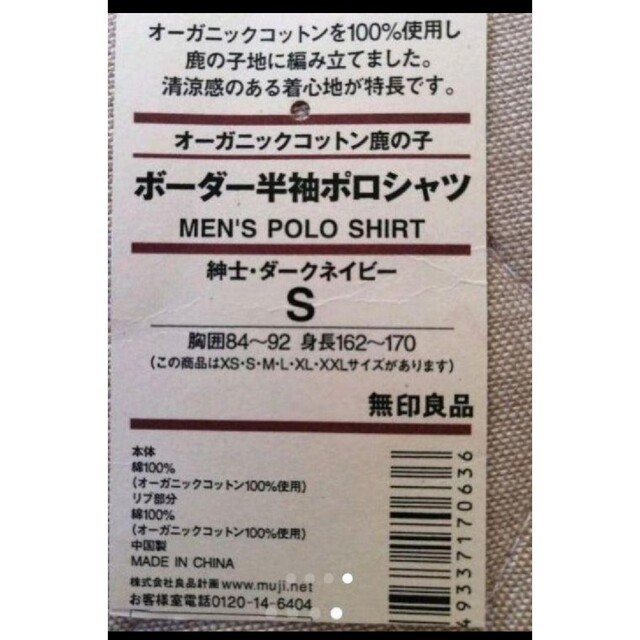 オーガニックコットンを100%使用し
鹿の子地に編み立てました。
清涼感のある着心地が特長です。
オーガニックコットン鹿の子
ボーダー半袖ポロシャツ
MEN'S POLO SHIRT
紳士・ダークネイビー
S
胸囲84〜92 身長162〜170
(この商品はXS・S・M・L・XL・XXLサイズがあります)
無印良品
本体
綿100%
(オーガニックコットン100%使用)
リブ部分
綿100%
(オーガニックコットン100%使用)
中国製
MADE IN CHINA
株式会社良品計画 www.muji.net
お客様室電話0120-14-6404
4933717170636